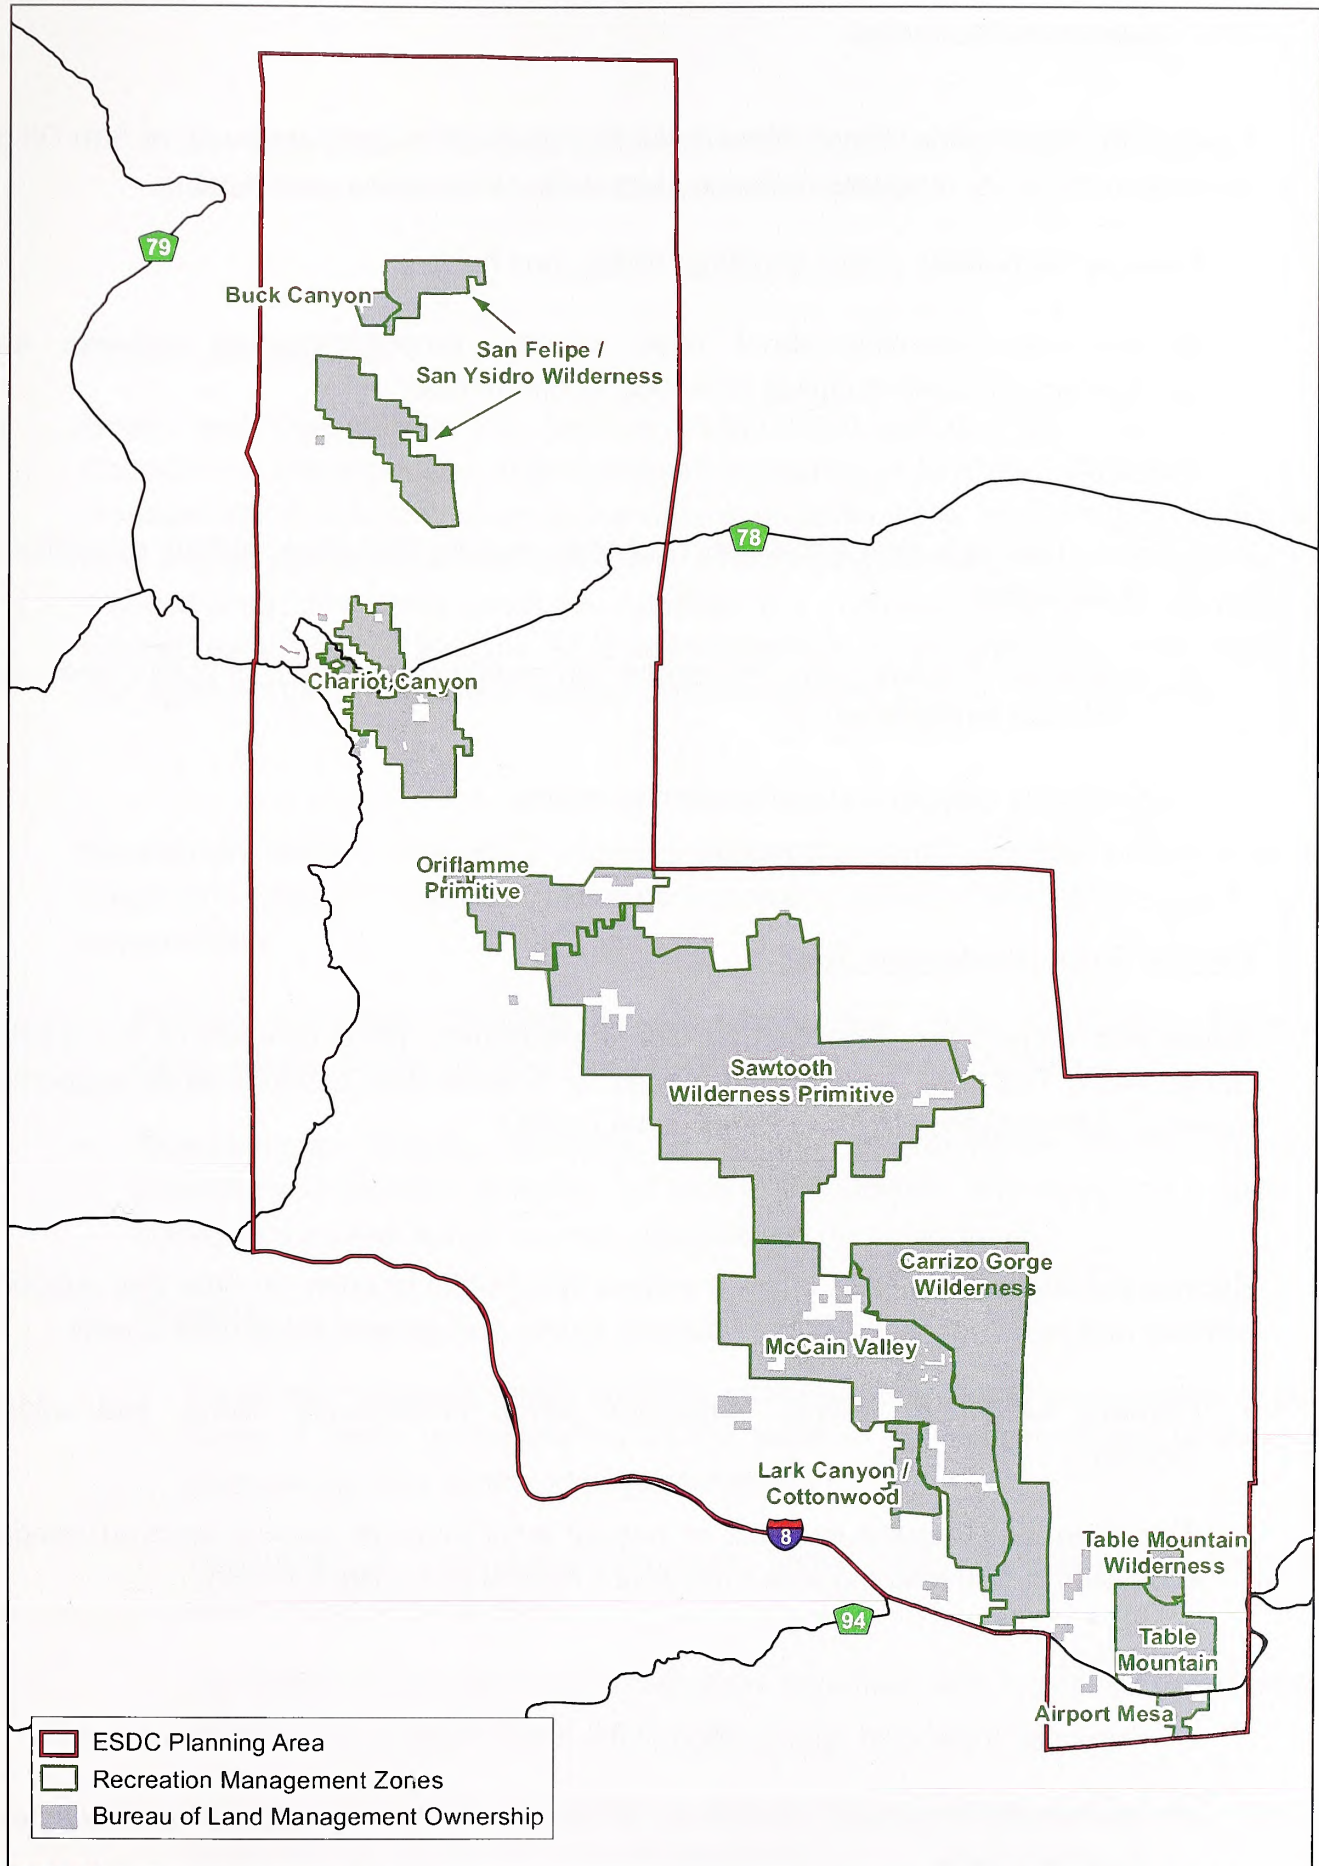 79
Buck Canyon
San Felipe /
San Ysidro Wilderness
78
Chariot Canyon
Oriflamme
Primitive
Sawtooth
Wilderness Primitive
Carrizo Gorge
Wilderness
McCain Valley
Lark Canyon /
Cottonwood
8
Table Mountain
Wilderness
94
Table
Mountain
Airport Mesa
ESDC Planning Area
Recreation Management Zones
Bureau of Land Management Ownership